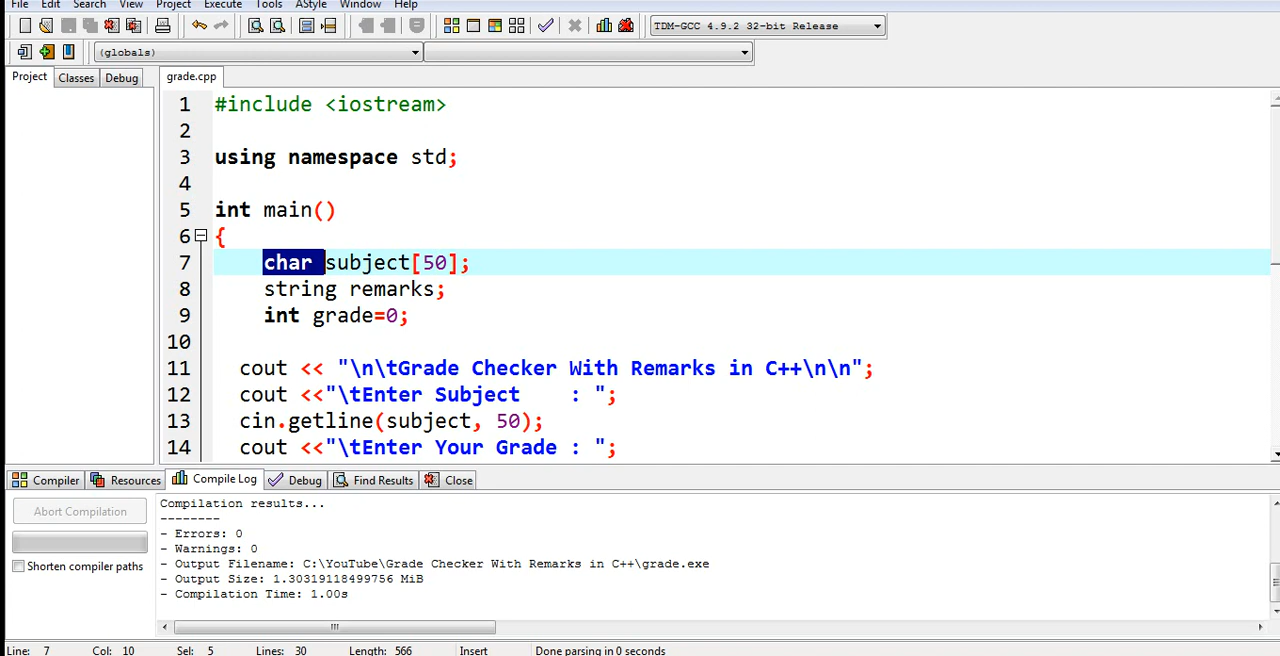 File Edit Search View Project Execute Tools AStyle Window Help
TDM-GCC 4.9.2 32-bit Release
(globals)
Project Classes Debug grade.cpp
1 #include <iostream>
2
3 using namespace std;
4
5 int main()
6 {
7 char subject[50];
8 string remarks;
9 int grade=0;
10
11 cout << "\n\tGrade Checker With Remarks in C++\n\n";
12 cout <<"\tEnter Subject    : ";
13 cin.getline(subject, 50);
14 cout <<"\tEnter Your Grade : ";
Compiler Resources Compile Log Debug Find Results Close
Abort Compilation
Shorten compiler paths
Compilation results...
--------
- Errors: 0
- Warnings: 0
- Output Filename: C:\YouTube\Grade Checker With Remarks in C++\grade.exe
- Output Size: 1.30319118499756 MiB
- Compilation Time: 1.00s
Line: 7 Col: 10 Sel: 5 Lines: 30 Length: 566 Insert Done parsing in 0 seconds